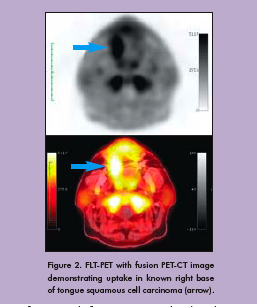 Figure 2. FLT-PET with fusion PET-CT image
demonstrating uptake in known right base
of tongue squamous cell carcinoma (arrow).